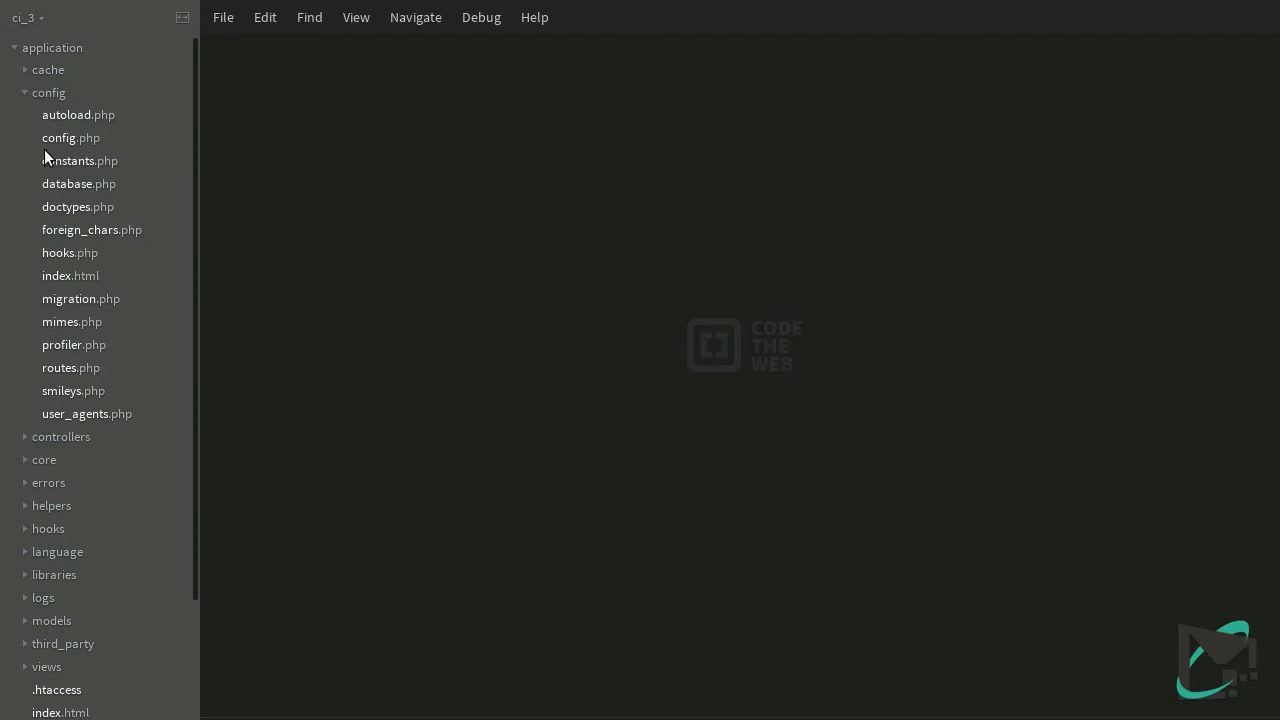 ci_3
File Edit Find View Navigate Debug Help
application
cache
config
autoload.php
config.php
constants.php
database.php
doctypes.php
foreign_chars.php
hooks.php
index.html
migration.php
mimes.php
profiler.php
routes.php
smileys.php
user_agents.php
controllers
core
errors
helpers
hooks
language
libraries
logs
models
third_party
views
.htaccess
index.html
CODE
THE
WEB